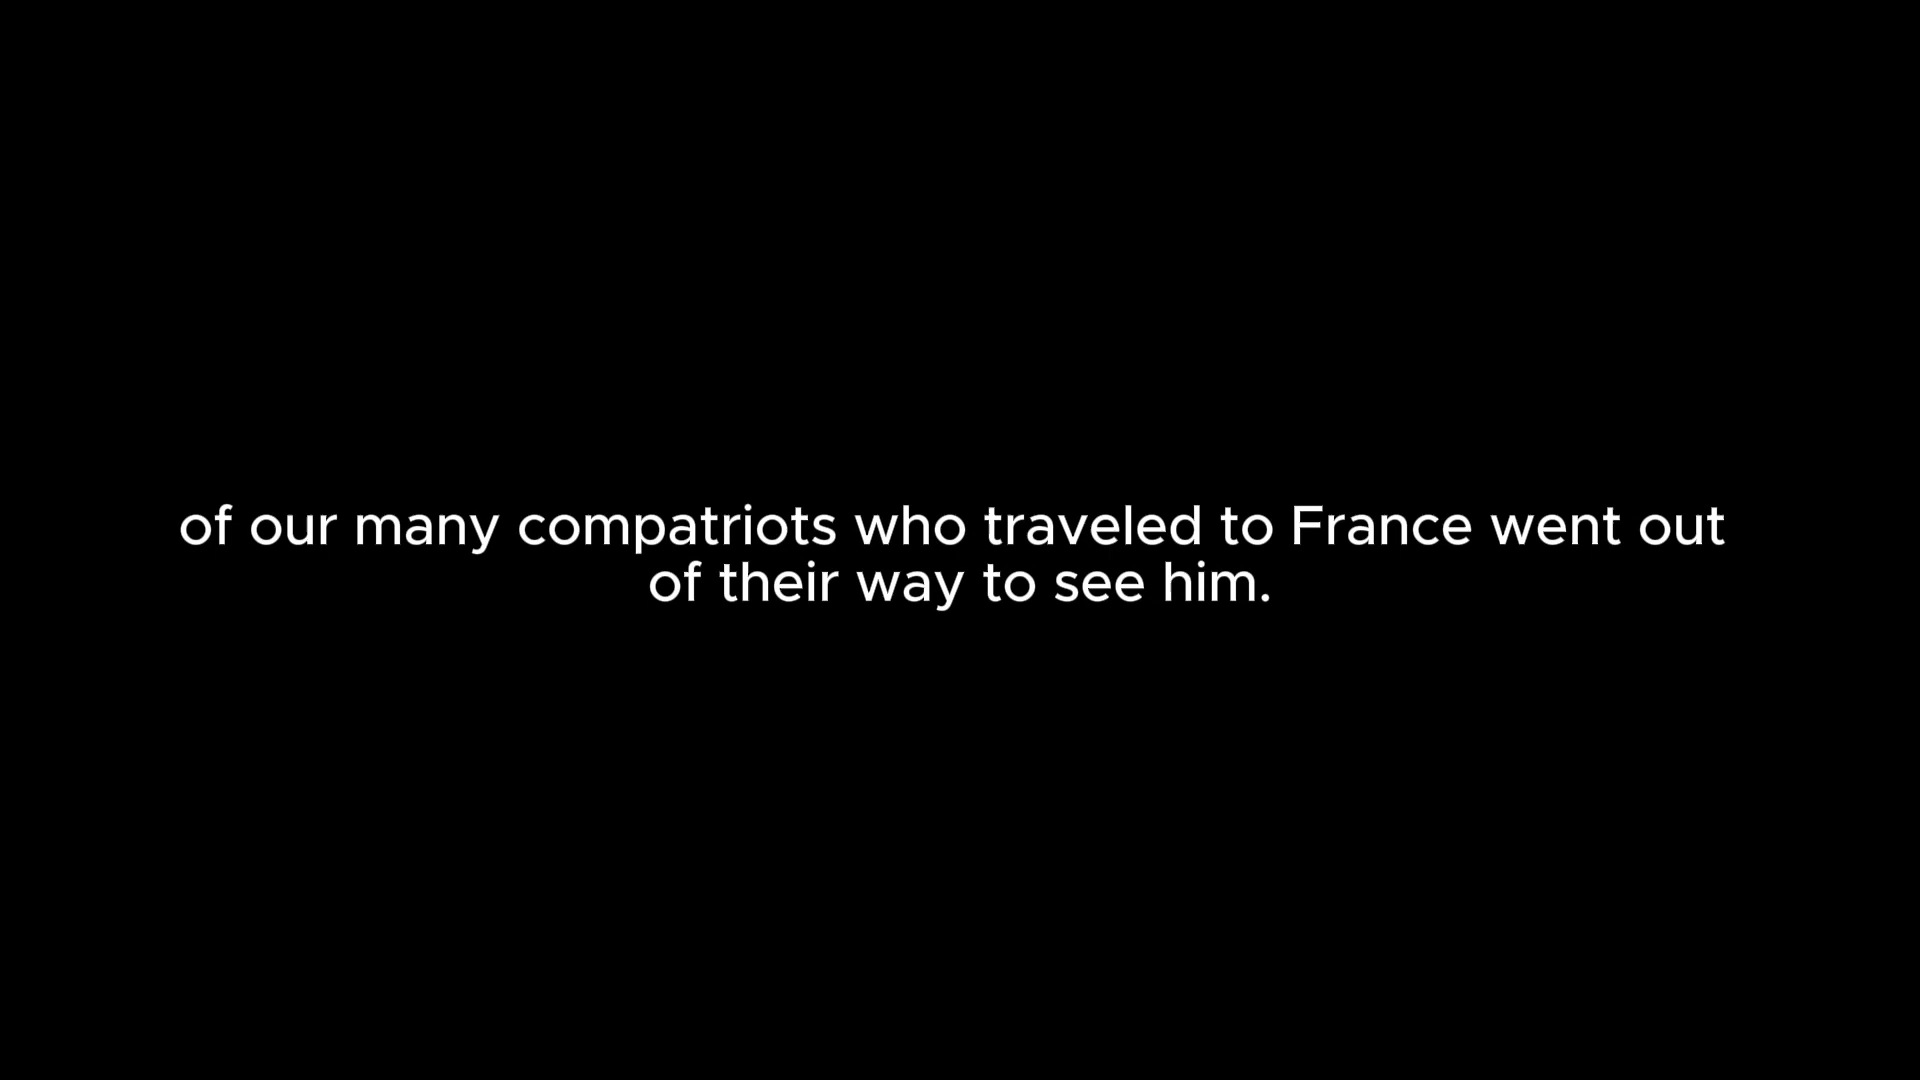 of our many compatriots who traveled to France went out
of their way to see him.